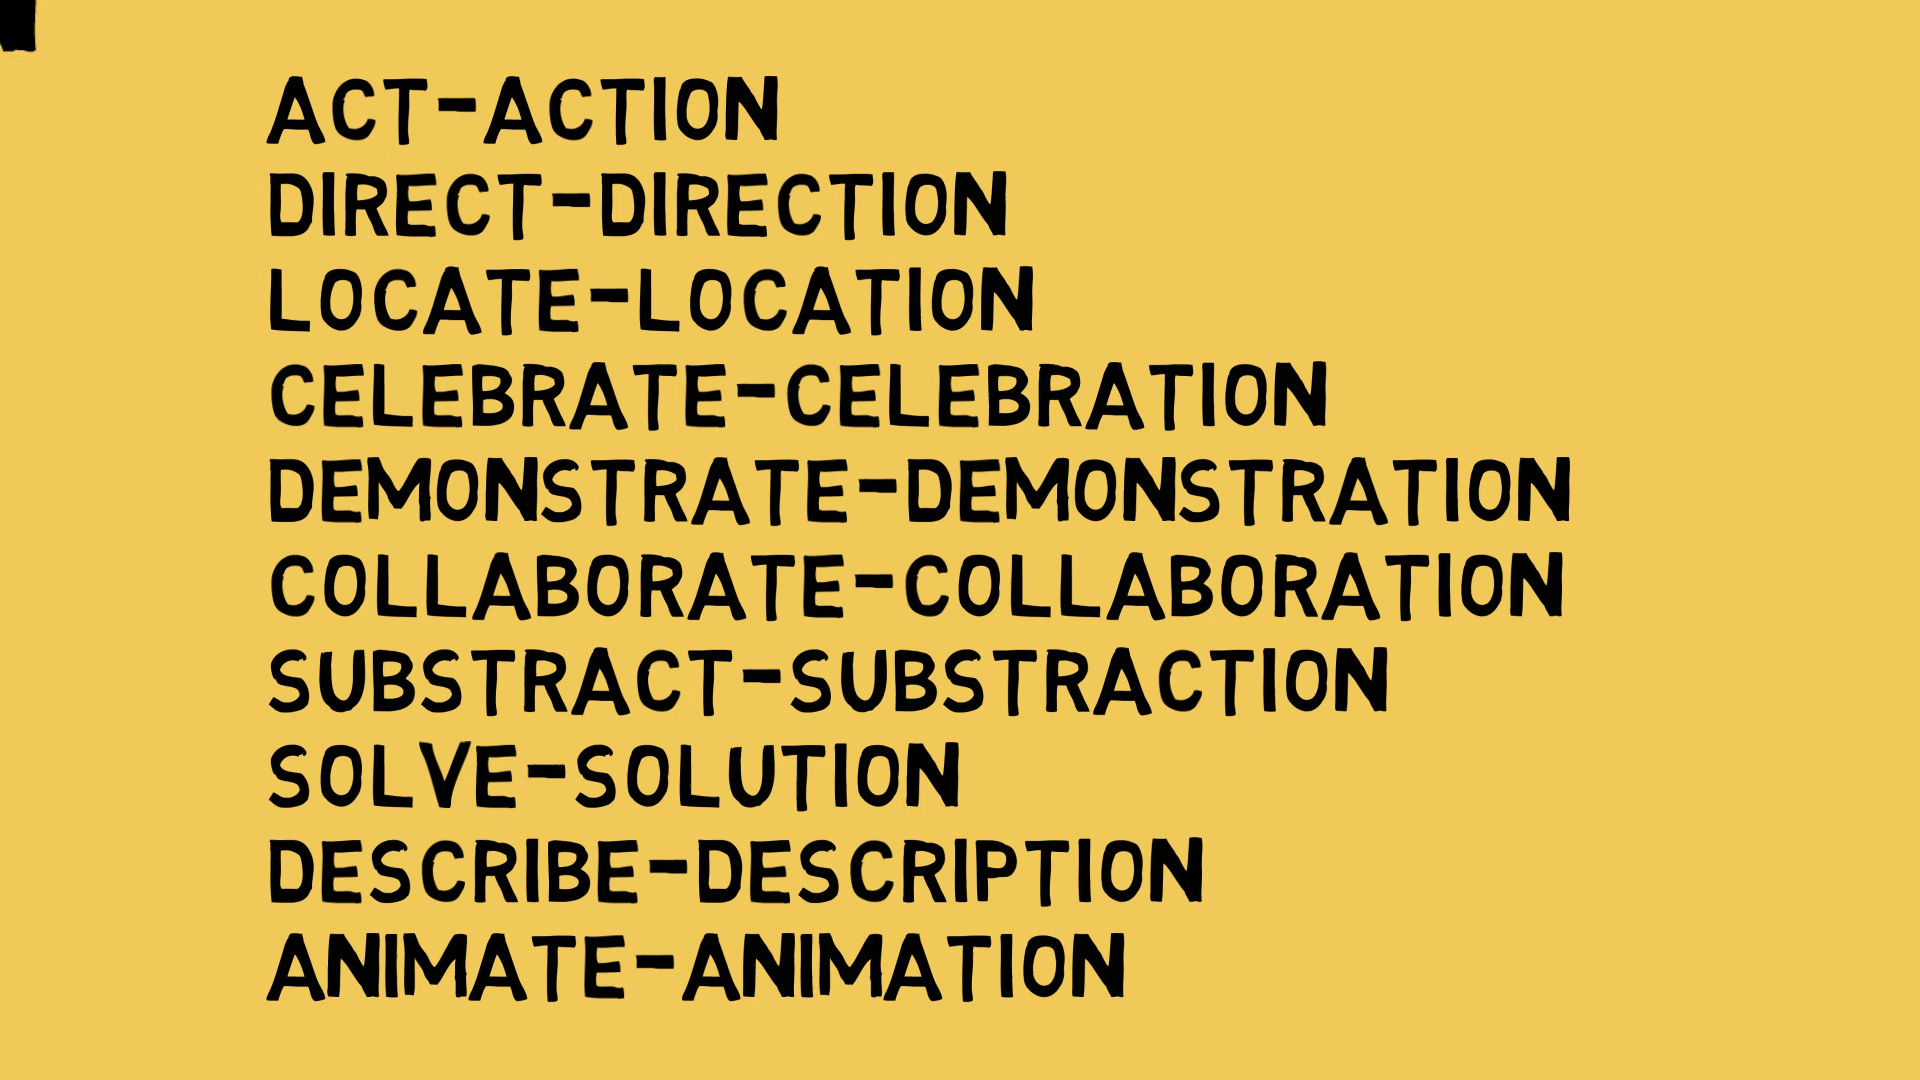 ACT-ACTION
DIRECT-DIRECTION
LOCATE-LOCATION
CELEBRATE-CELEBRATION
DEMONSTRATE-DEMONSTRATION
COLLABORATE-COLLABORATION
SUBSTRACT-SUBSTRACTION
SOLVE-SOLUTION
DESCRIBE-DESCRIPTION
ANIMATE-ANIMATION